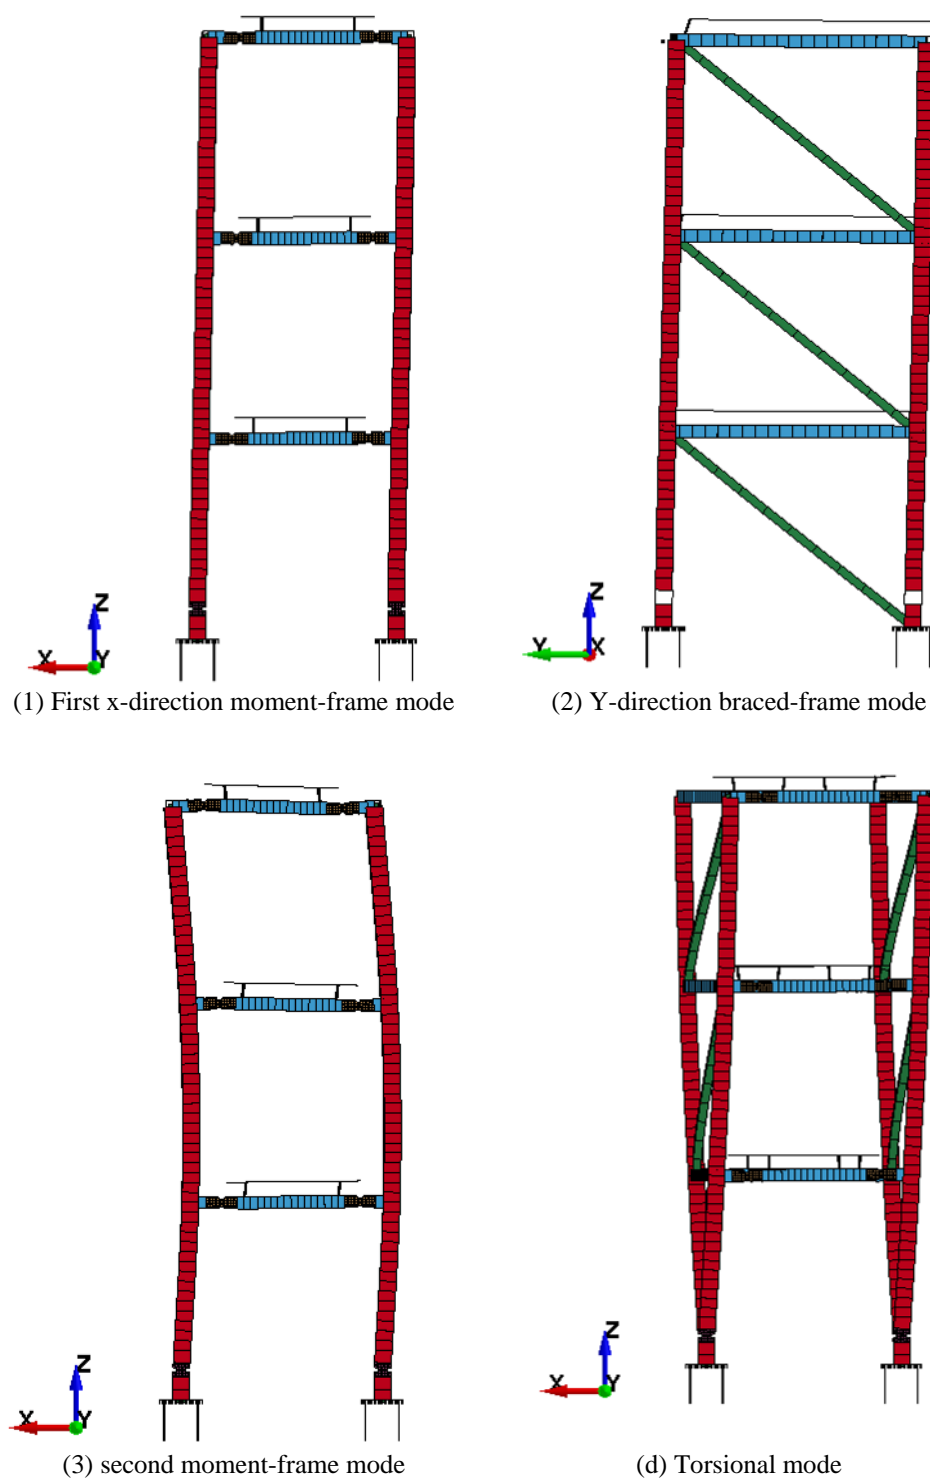 Z
X
Y
(1) First x-direction moment-frame mode
Z
Y
X
(2) Y-direction braced-frame mode
Z
X
Y
(3) second moment-frame mode
Z
X
Y
(d) Torsional mode